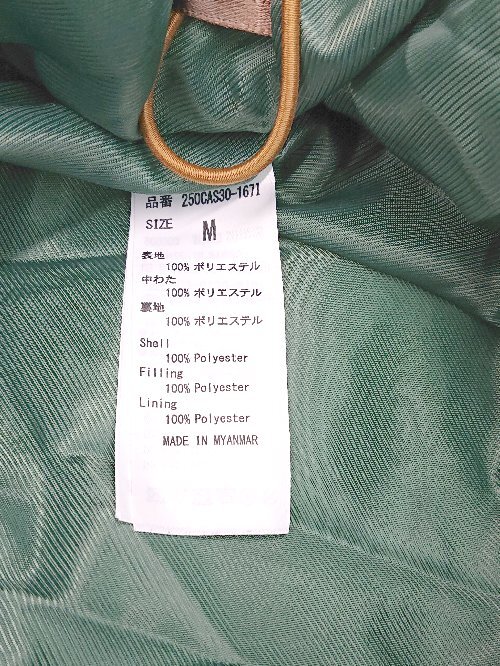 品番 250CAS30-167I
SIZE M
表地
100% ポリエステル
中わた
100% ポリエステル
裏地
100% ポリエステル
Shell
100% Polyester
Filling
100% Polyester
Lining
100% Polyester
MADE IN MYANMAR